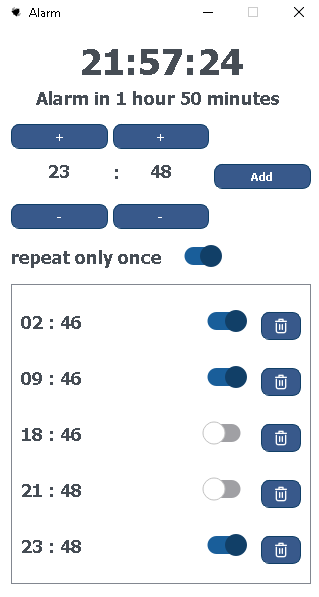 Alarm
21:57:24
Alarm in 1 hour 50 minutes
+ +
23 : 48
Add
- -
repeat only once
02 : 46
09 : 46
18 : 46
21 : 48
23 : 48